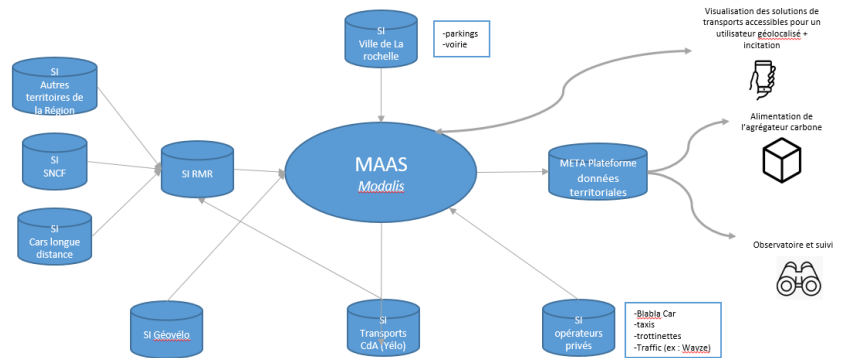 Visualisation des solutions de
transports accessibles pour un
utilisateur géolocalisé +
incitation
SI
Ville de La
rochelle
-parkings
-voirie
SI
Autres
territoires de
la Région
SI
SNCF
SI
Cars longue
distance
SI RMR
MAAS
Modalis
META Plateforme
données
territoriales
Alimentation de
l'agrégateur carbone
Observatoire et suivi
SI Géovélo
SI
Transports
CdA (Yélo)
SI
opérateurs
privés
-Blabla Car
-taxis
-trottinettes
-Traffic (ex : Wayze)